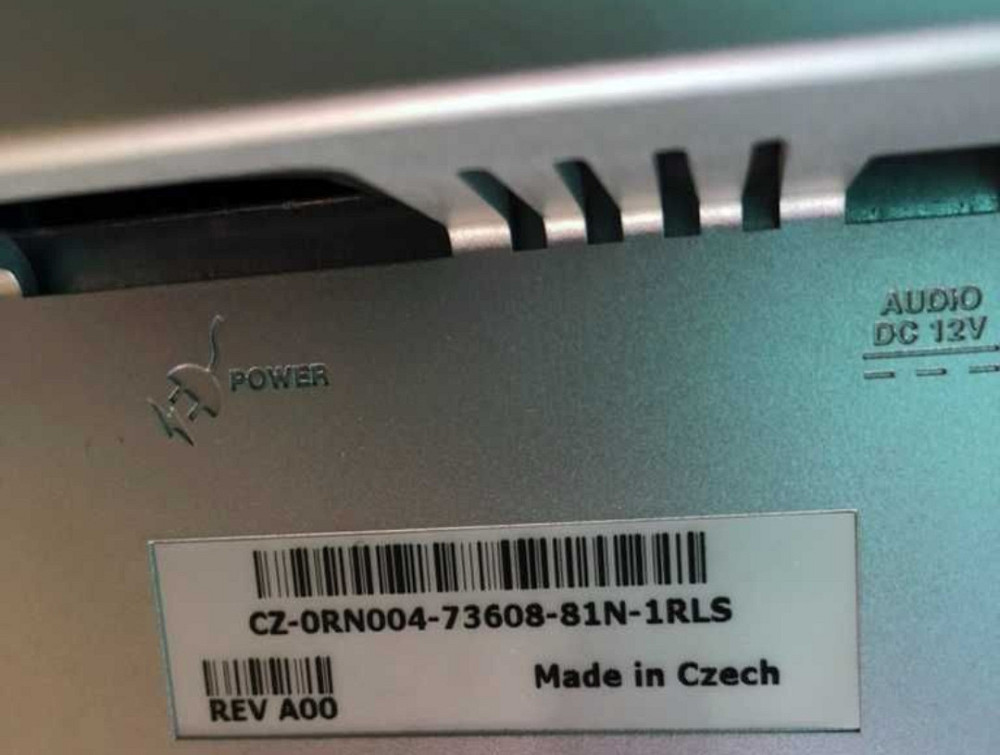 AUDIO
DC 12V
POWER
CZ-0RN004-73608-81N-1RLS
Made in Czech
REV A00